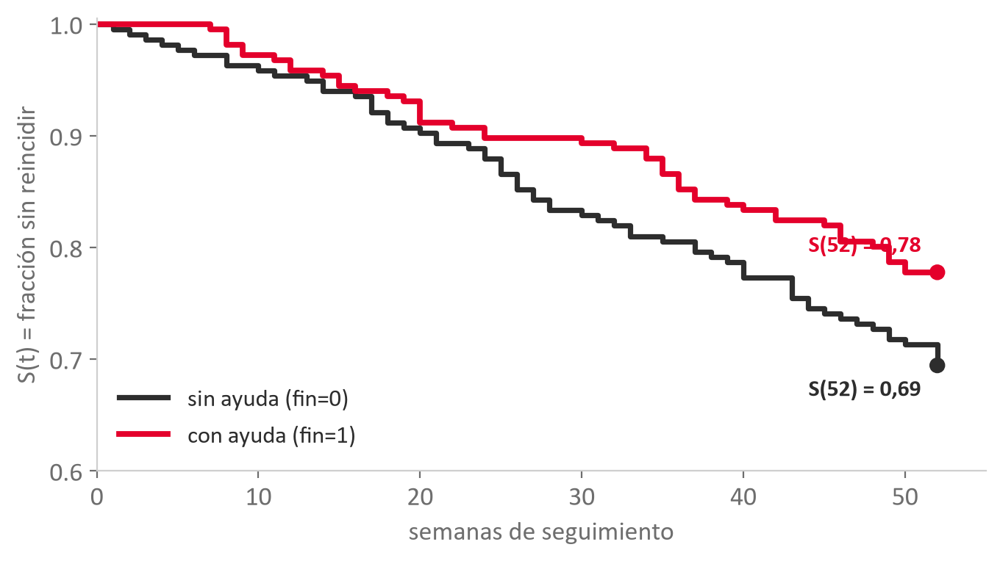 S(t) = fracción sin reincidir
1.0
0.9
0.8
0.7
0.6
S(52) = 0,78
S(52) = 0,69
sin ayuda (fin=0)
con ayuda (fin=1)
0 10 20 30 40 50
semanas de seguimiento